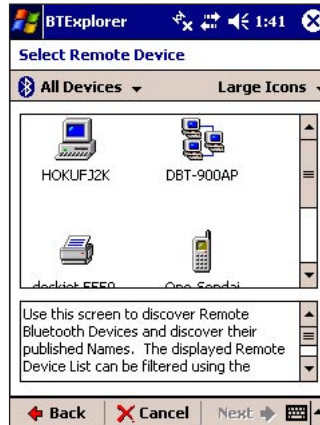 BTExplorer 1:41
Select Remote Device
All Devices Large Icons
HOKUFJ2K DBT-900AP
deskjet
Use this screen to discover Remote
Bluetooth Devices and discover their
published Names. The displayed Remote
Device List can be filtered using the
Back Cancel Next